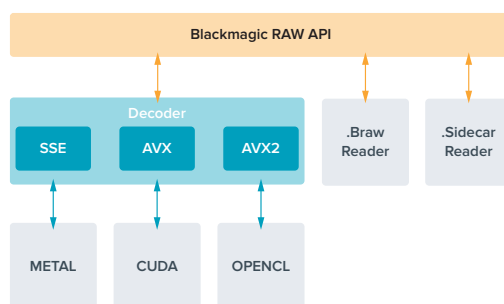 Blackmagic RAW API
Decoder
SSE
AVX
AVX2
.Braw
Reader
.Sidecar
Reader
METAL
CUDA
OPENCL